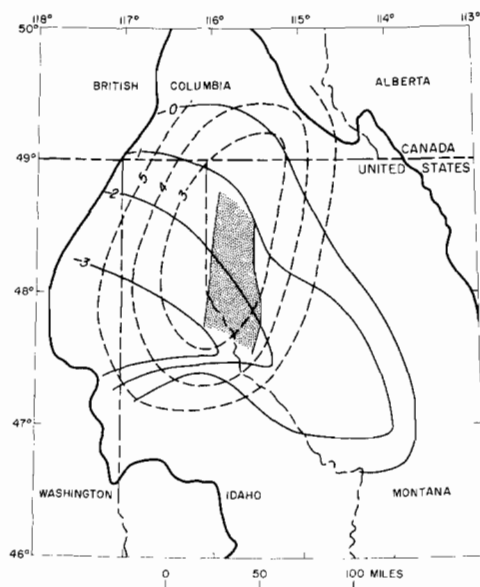 118° 117° 116° 115° 114° 113°
50°
BRITISH COLUMBIA ALBERTA
0
CANADA
49°
UNITED STATES
1
5 4 3
-2
-3
48°
47°
WASHINGTON IDAHO MONTANA
46°
0 50 100 MILES